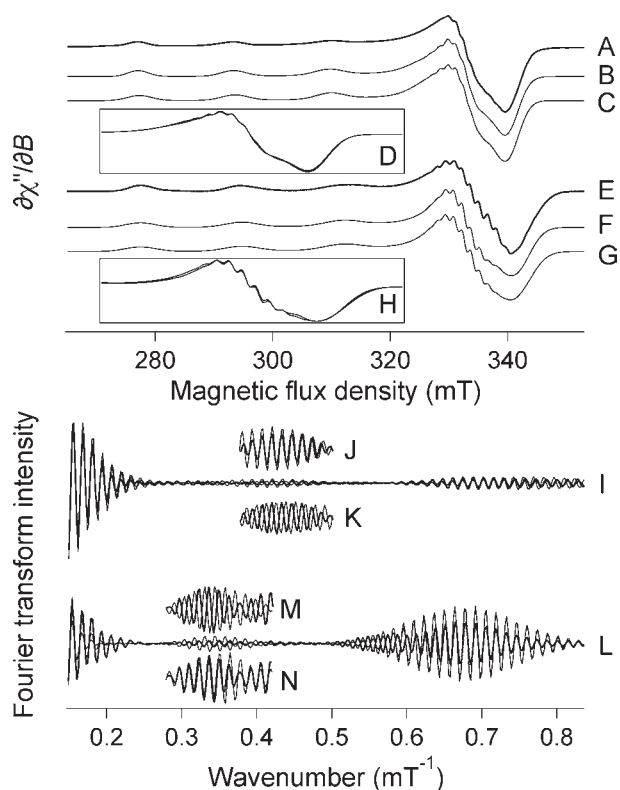 ∂χ"/∂B
A
B
C
D
E
F
G
H
280 300 320 340
Magnetic flux density (mT)
Fourier transform intensity
J
I
K
M
L
N
0.2 0.3 0.4 0.5 0.6 0.7 0.8
Wavenumber (mT⁻¹)